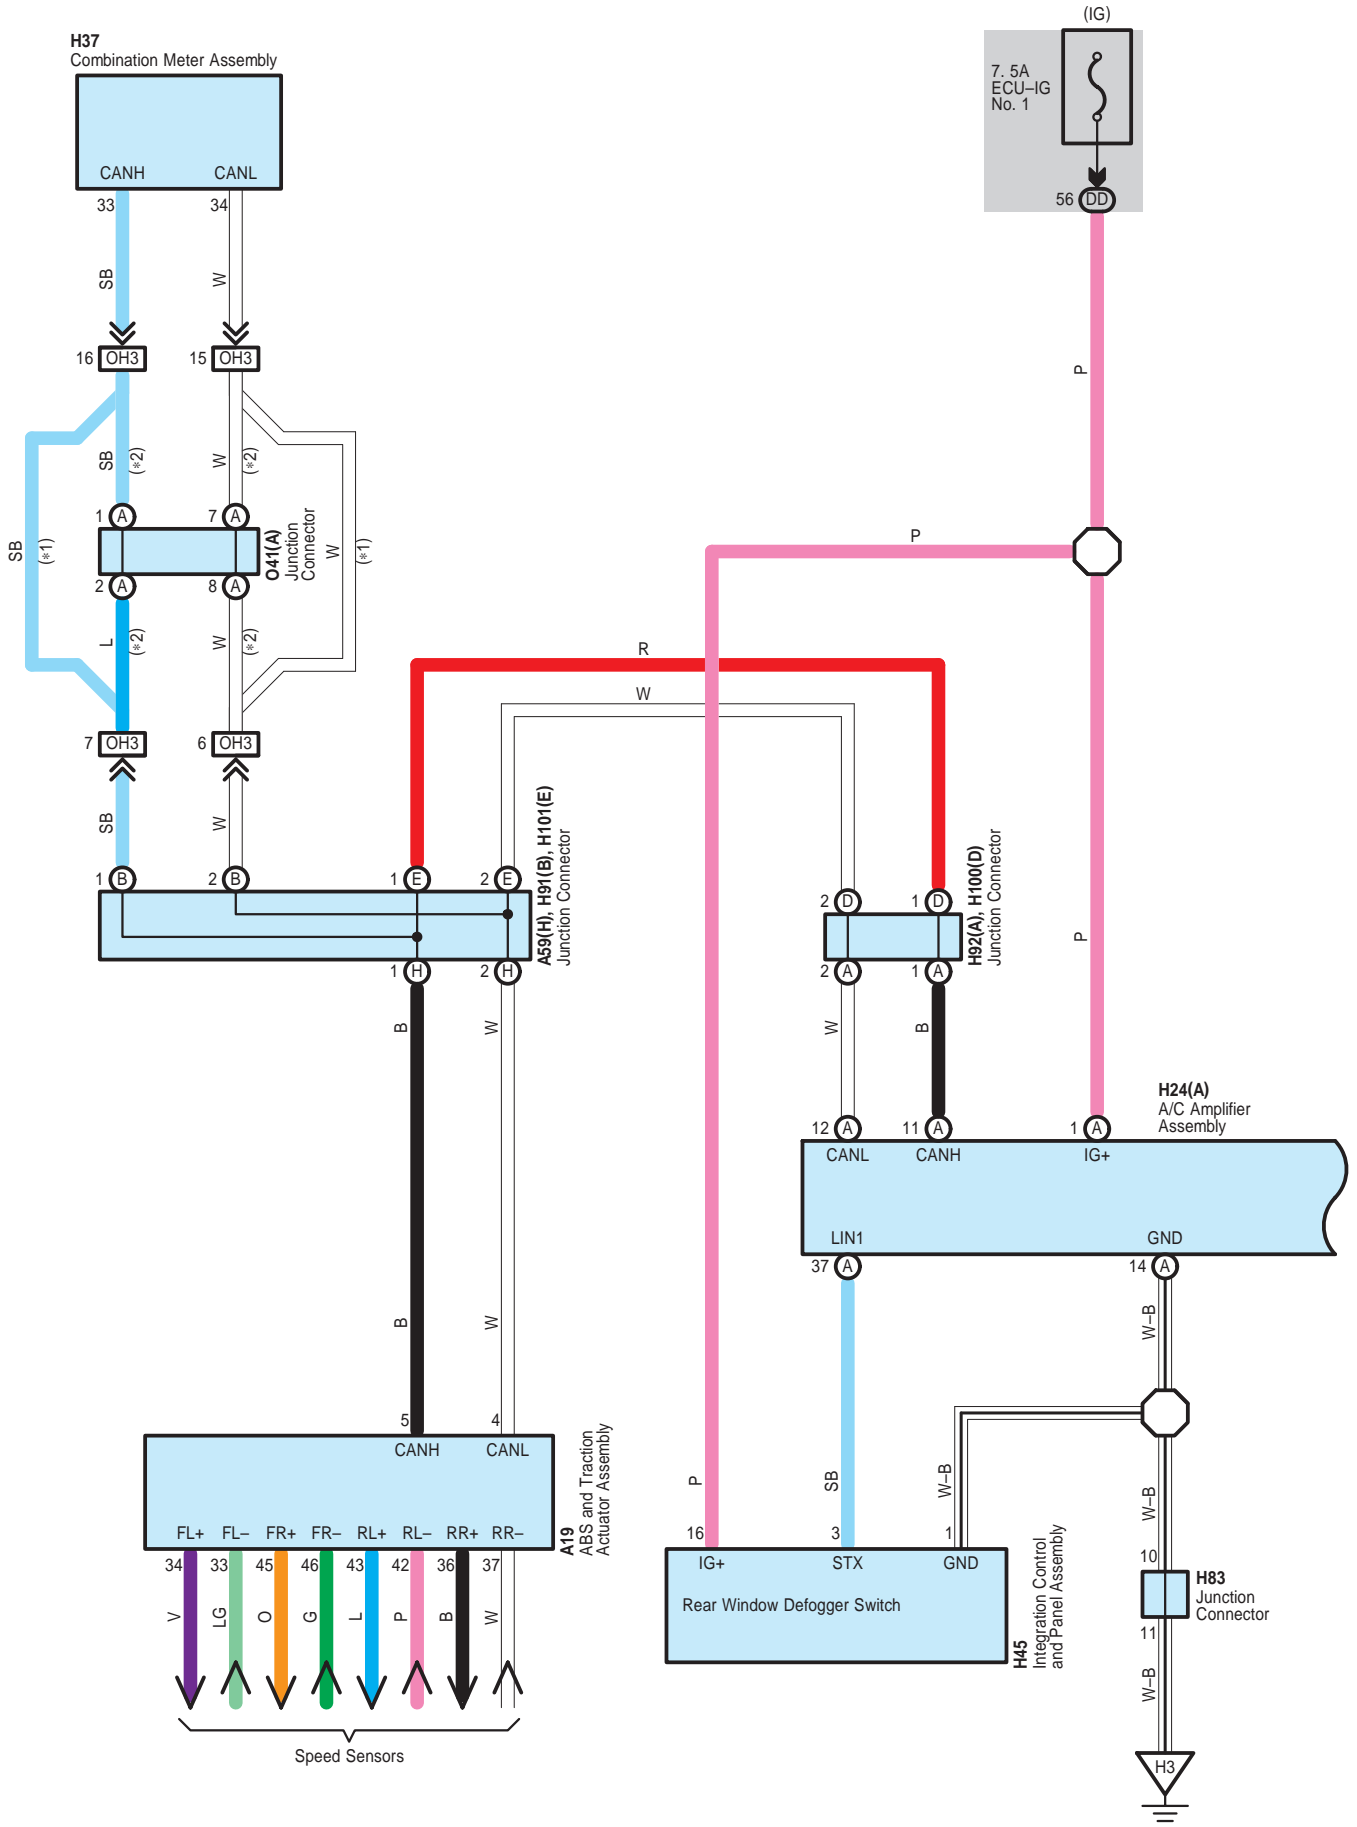 (IG)
H37
Combination Meter Assembly
7. 5A
ECU–IG
No. 1
CANH CANL
33 34
56 DD
SB W
16 OH3 15 OH3
P
SB (*2) W (*2)
1 A 7 A
SB (*1) W (*1)
O41(A)
Junction
Connector
P
2 A 8 A
L (*2) W (*2)
R
W
7 OH3 6 OH3
SB W
A59(H), H91(B), H101(E)
Junction Connector
1 B 2 B 1 E 2 E
2 D 1 D
H92(A), H100(D)
Junction Connector
P
1 H 2 H 2 A 1 A
B W W B
H24(A)
A/C Amplifier
Assembly
12 A 11 A 1 A
CANL CANH IG+
LIN1 GND
37 A 14 A
B W W–B
5 4
CANH CANL
A19
ABS and Traction
Actuator Assembly
P SB W–B W–B
FL+ FL– FR+ FR– RL+ RL– RR+ RR–
34 33 45 46 43 42 36 37
16 3 1
IG+ STX GND
10
H83
Junction
Connector
11
V LG O G L P B W
Rear Window Defogger Switch
H45
Integration Control
and Panel Assembly
W–B
Speed Sensors
H3